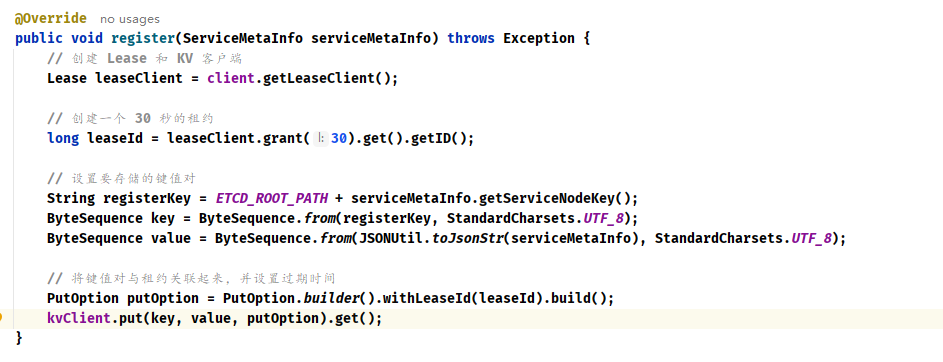 @Override no usages
public void register(ServiceMetaInfo serviceMetaInfo) throws Exception {
// 创建 Lease 和 KV 客户端
Lease leaseClient = client.getLeaseClient();
// 创建一个 30 秒的租约
long leaseId = leaseClient.grant( l: 30).get().getID();
// 设置要存储的键值对
String registerKey = ETCD_ROOT_PATH + serviceMetaInfo.getServiceNodeKey();
ByteSequence key = ByteSequence.from(registerKey, StandardCharsets.UTF_8);
ByteSequence value = ByteSequence.from(JSONUtil.toJsonStr(serviceMetaInfo), StandardCharsets.UTF_8);
// 将键值对与租约关联起来，并设置过期时间
PutOption putOption = PutOption.builder().withLeaseId(leaseId).build();
kvClient.put(key, value, putOption).get();
}